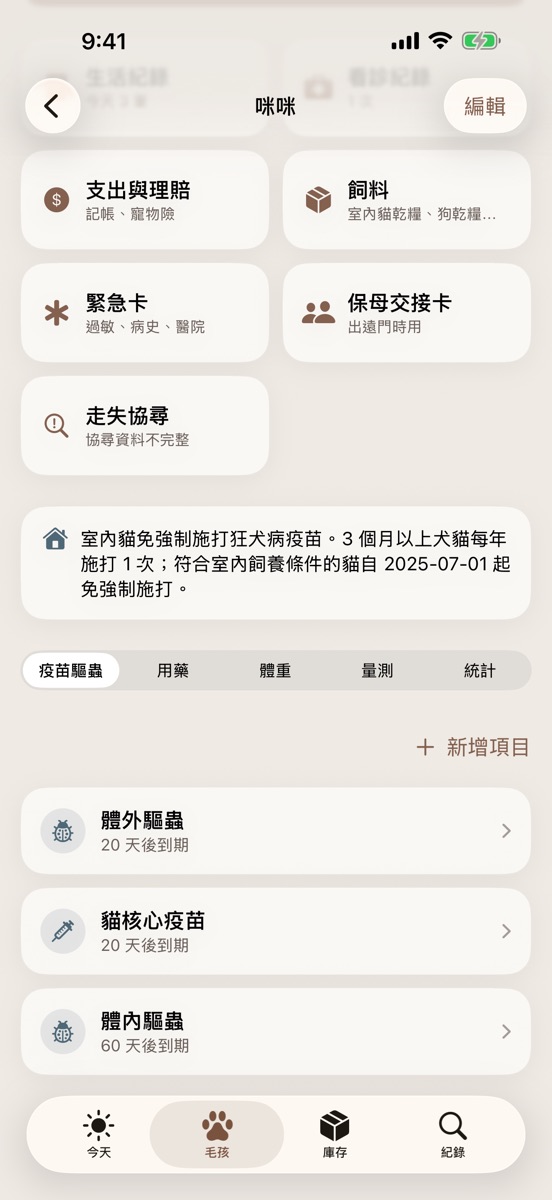 9:41
生活紀錄
看診紀錄
咪咪
編輯
支出與理賠
記帳、寵物險
飼料
室內貓乾糧、狗乾糧…
緊急卡
過敏、病史、醫院
保母交接卡
出遠門時用
走失協尋
協尋資料不完整
室內貓免強制施打狂犬病疫苗。3 個月以上犬貓每年
施打 1 次；符合室內飼養條件的貓自 2025-07-01 起
免強制施打。
疫苗驅蟲
用藥
體重
量測
統計
+ 新增項目
體外驅蟲
20 天後到期
貓核心疫苗
20 天後到期
體內驅蟲
60 天後到期
今天
毛孩
庫存
紀錄